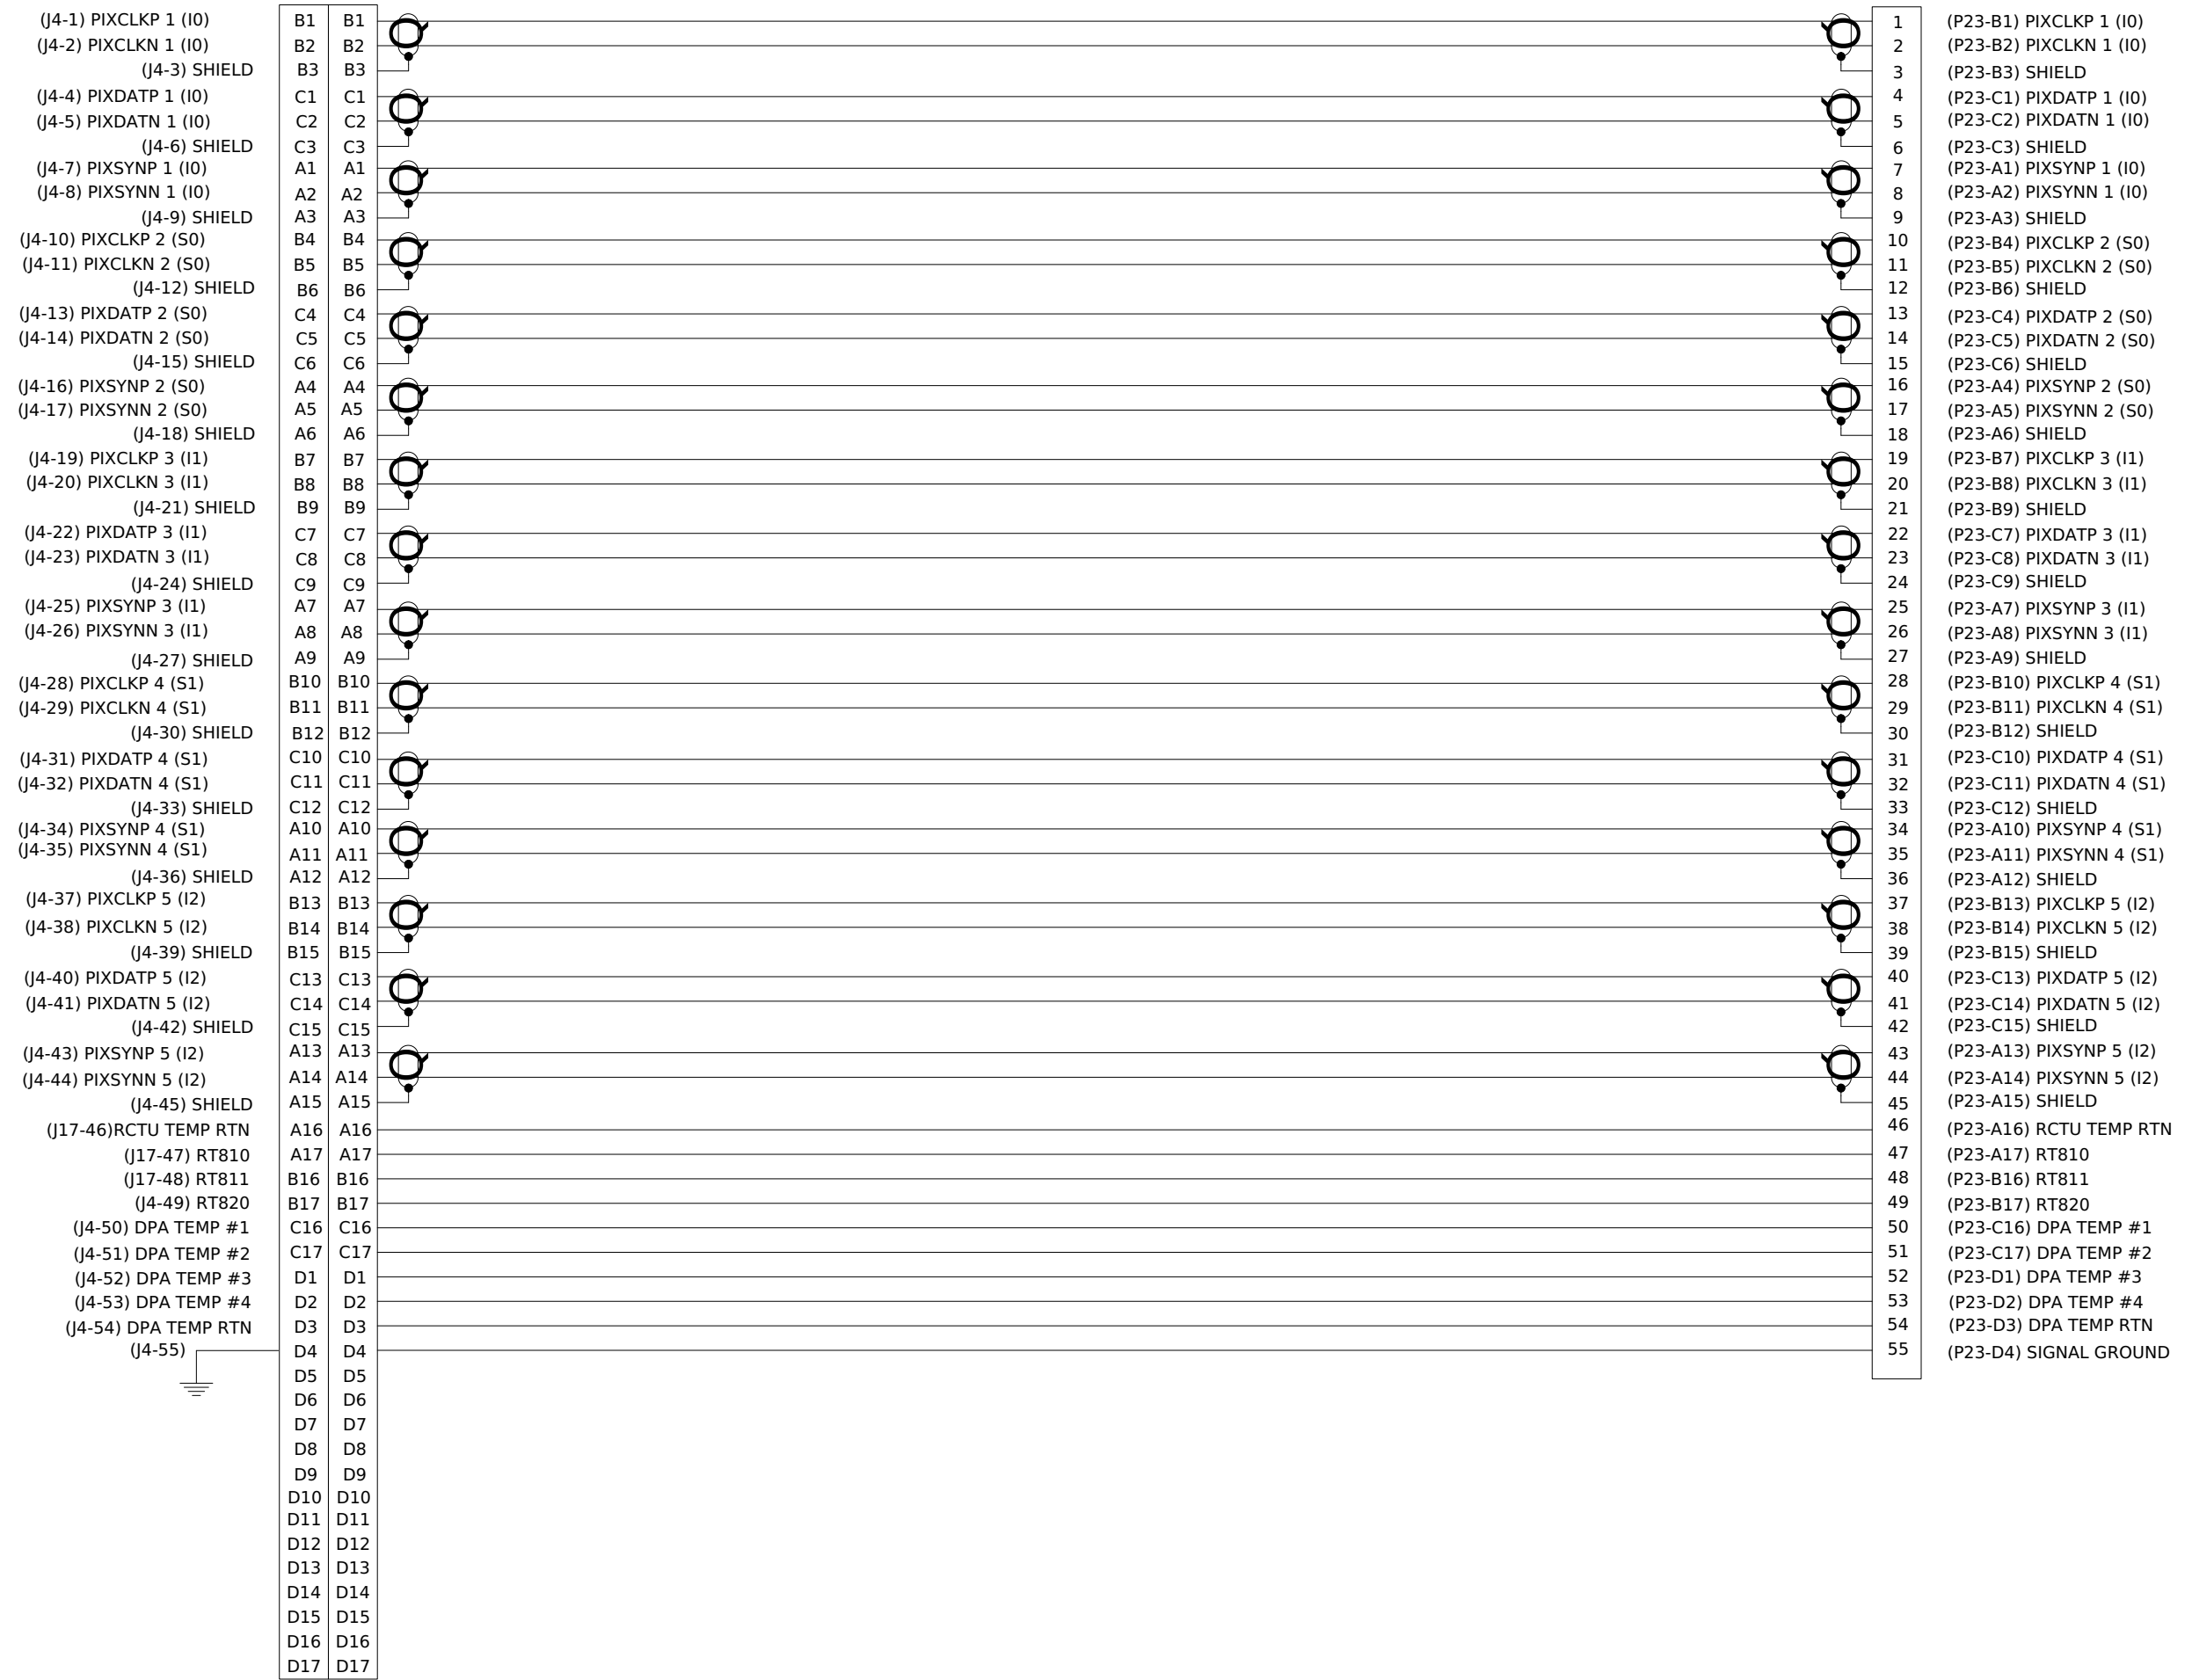 (J4-1) PIXCLKP 1 (I0) B1 B1 1 (P23-B1) PIXCLKP 1 (I0)
(J4-2) PIXCLKN 1 (I0) B2 B2 2 (P23-B2) PIXCLKN 1 (I0)
(J4-3) SHIELD B3 B3 3 (P23-B3) SHIELD
(J4-4) PIXDATP 1 (I0) C1 C1 4 (P23-C1) PIXDATP 1 (I0)
(J4-5) PIXDATN 1 (I0) C2 C2 5 (P23-C2) PIXDATN 1 (I0)
(J4-6) SHIELD C3 C3 6 (P23-C3) SHIELD
(J4-7) PIXSYNP 1 (I0) A1 A1 7 (P23-A1) PIXSYNP 1 (I0)
(J4-8) PIXSYNN 1 (I0) A2 A2 8 (P23-A2) PIXSYNN 1 (I0)
(J4-9) SHIELD A3 A3 9 (P23-A3) SHIELD
(J4-10) PIXCLKP 2 (S0) B4 B4 10 (P23-B4) PIXCLKP 2 (S0)
(J4-11) PIXCLKN 2 (S0) B5 B5 11 (P23-B5) PIXCLKN 2 (S0)
(J4-12) SHIELD B6 B6 12 (P23-B6) SHIELD
(J4-13) PIXDATP 2 (S0) C4 C4 13 (P23-C4) PIXDATP 2 (S0)
(J4-14) PIXDATN 2 (S0) C5 C5 14 (P23-C5) PIXDATN 2 (S0)
(J4-15) SHIELD C6 C6 15 (P23-C6) SHIELD
(J4-16) PIXSYNP 2 (S0) A4 A4 16 (P23-A4) PIXSYNP 2 (S0)
(J4-17) PIXSYNN 2 (S0) A5 A5 17 (P23-A5) PIXSYNN 2 (S0)
(J4-18) SHIELD A6 A6 18 (P23-A6) SHIELD
(J4-19) PIXCLKP 3 (I1) B7 B7 19 (P23-B7) PIXCLKP 3 (I1)
(J4-20) PIXCLKN 3 (I1) B8 B8 20 (P23-B8) PIXCLKN 3 (I1)
(J4-21) SHIELD B9 B9 21 (P23-B9) SHIELD
(J4-22) PIXDATP 3 (I1) C7 C7 22 (P23-C7) PIXDATP 3 (I1)
(J4-23) PIXDATN 3 (I1) C8 C8 23 (P23-C8) PIXDATN 3 (I1)
(J4-24) SHIELD C9 C9 24 (P23-C9) SHIELD
(J4-25) PIXSYNP 3 (I1) A7 A7 25 (P23-A7) PIXSYNP 3 (I1)
(J4-26) PIXSYNN 3 (I1) A8 A8 26 (P23-A8) PIXSYNN 3 (I1)
(J4-27) SHIELD A9 A9 27 (P23-A9) SHIELD
(J4-28) PIXCLKP 4 (S1) B10 B10 28 (P23-B10) PIXCLKP 4 (S1)
(J4-29) PIXCLKN 4 (S1) B11 B11 29 (P23-B11) PIXCLKN 4 (S1)
(J4-30) SHIELD B12 B12 30 (P23-B12) SHIELD
(J4-31) PIXDATP 4 (S1) C10 C10 31 (P23-C10) PIXDATP 4 (S1)
(J4-32) PIXDATN 4 (S1) C11 C11 32 (P23-C11) PIXDATN 4 (S1)
(J4-33) SHIELD C12 C12 33 (P23-C12) SHIELD
(J4-34) PIXSYNP 4 (S1) A10 A10 34 (P23-A10) PIXSYNP 4 (S1)
(J4-35) PIXSYNN 4 (S1) A11 A11 35 (P23-A11) PIXSYNN 4 (S1)
(J4-36) SHIELD A12 A12 36 (P23-A12) SHIELD
(J4-37) PIXCLKP 5 (I2) B13 B13 37 (P23-B13) PIXCLKP 5 (I2)
(J4-38) PIXCLKN 5 (I2) B14 B14 38 (P23-B14) PIXCLKN 5 (I2)
(J4-39) SHIELD B15 B15 39 (P23-B15) SHIELD
(J4-40) PIXDATP 5 (I2) C13 C13 40 (P23-C13) PIXDATP 5 (I2)
(J4-41) PIXDATN 5 (I2) C14 C14 41 (P23-C14) PIXDATN 5 (I2)
(J4-42) SHIELD C15 C15 42 (P23-C15) SHIELD
(J4-43) PIXSYNP 5 (I2) A13 A13 43 (P23-A13) PIXSYNP 5 (I2)
(J4-44) PIXSYNN 5 (I2) A14 A14 44 (P23-A14) PIXSYNN 5 (I2)
(J4-45) SHIELD A15 A15 45 (P23-A15) SHIELD
(J17-46)RCTU TEMP RTN A16 A16 46 (P23-A16) RCTU TEMP RTN
(J17-47) RT810 A17 A17 47 (P23-A17) RT810
(J17-48) RT811 B16 B16 48 (P23-B16) RT811
(J4-49) RT820 B17 B17 49 (P23-B17) RT820
(J4-50) DPA TEMP #1 C16 C16 50 (P23-C16) DPA TEMP #1
(J4-51) DPA TEMP #2 C17 C17 51 (P23-C17) DPA TEMP #2
(J4-52) DPA TEMP #3 D1 D1 52 (P23-D1) DPA TEMP #3
(J4-53) DPA TEMP #4 D2 D2 53 (P23-D2) DPA TEMP #4
(J4-54) DPA TEMP RTN D3 D3 54 (P23-D3) DPA TEMP RTN
(J4-55) D4 D4 55 (P23-D4) SIGNAL GROUND
D5 D5
D6 D6
D7 D7
D8 D8
D9 D9
D10 D10
D11 D11
D12 D12
D13 D13
D14 D14
D15 D15
D16 D16
D17 D17